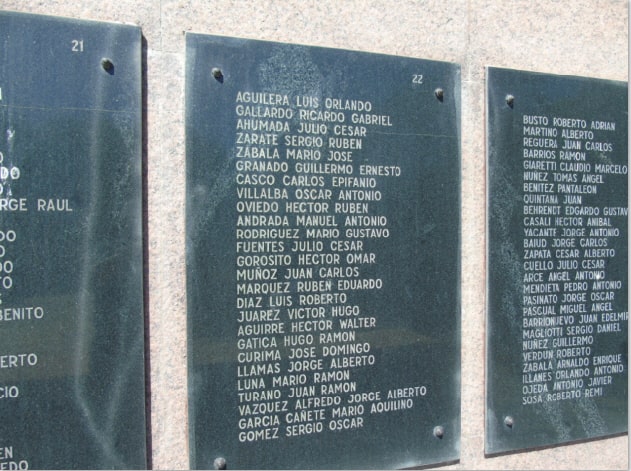 21
RGE RAUL
BENITO
22
AGUILERA LUIS ORLANDO
GALLARDO RICARDO GABRIEL
AHUMADA JULIO CESAR
ZARATE SERGIO RUBEN
ZABALA MARIO JOSE
GRANADO GUILLERMO ERNESTO
CASCO CARLOS EPIFANIO
VILLALBA OSCAR ANTONIO
OVIEDO HECTOR RUBEN
ANDRADA MANUEL ANTONIO
RODRIGUEZ MARIO GUSTAVO
FUENTES JULIO CESAR
GOROSITO HECTOR OMAR
MUÑOZ JUAN CARLOS
MARQUEZ RUBEN EDUARDO
DIAZ LUIS ROBERTO
JUAREZ VICTOR HUGO
AGUIRRE HECTOR WALTER
GATICA HUGO RAMON
CURIMA JOSE DOMINGO
LLAMAS JORGE ALBERTO
LUNA MARIO RAMON
TURANO JUAN RAMON
VAZQUEZ ALFREDO JORGE ALBERTO
GARCIA CAÑETE MARIO AQUILINO
GOMEZ SERGIO OSCAR
BUSTO ROBERTO ADRIAN
MARTINO ALBERTO
REGUERA JUAN CARLOS
BARRIOS RAMON
GIARETTI CLAUDIO MARCELO
NUÑEZ TOMAS ANGEL
BENITEZ PANTALEON
QUINTANA JUAN
BEHRENDT EDGARDO GUSTAV
CASALI HECTOR ANIBAL
YACANTE JORGE ANTONIO
BAIUD JORGE CARLOS
ZAPATA CESAR ALBERTO
CUELLO JULIO CESAR
ARCE ANGEL ANTONIO
MENDIETA PEDRO ANTONIO
PASINATO JORGE OSCAR
PASCUAL MIGUEL ANGEL
BARRIONUEVO JUAN EDELMIR
MAGLIOTTI SERGIO DANIEL
NUÑEZ GUILLERMO
VERDUN ROBERTO
ZABALA ARNALDO ENRIQUE
ILLANES ORLANDO ANTONIO
OJEDA ANTONIO JAVIER
SOSA ROBERTO REMI